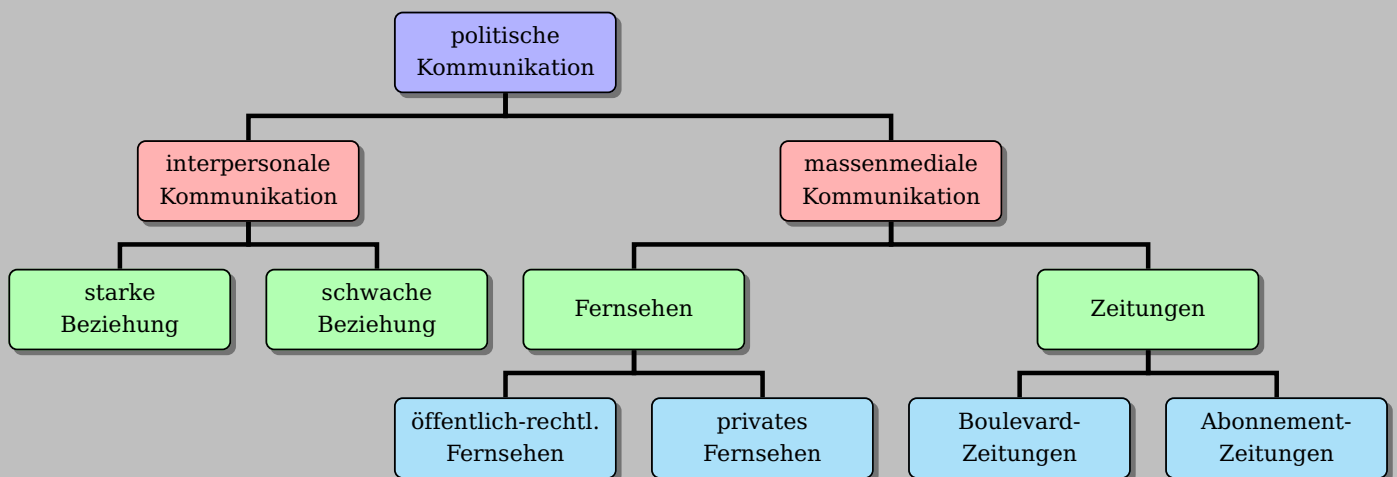 politische
Kommunikation
interpersonale
Kommunikation
massenmediale
Kommunikation
starke
Beziehung
schwache
Beziehung
Fernsehen
Zeitungen
öffentlich-rechtl.
Fernsehen
privates
Fernsehen
Boulevard-
Zeitungen
Abonnement-
Zeitungen